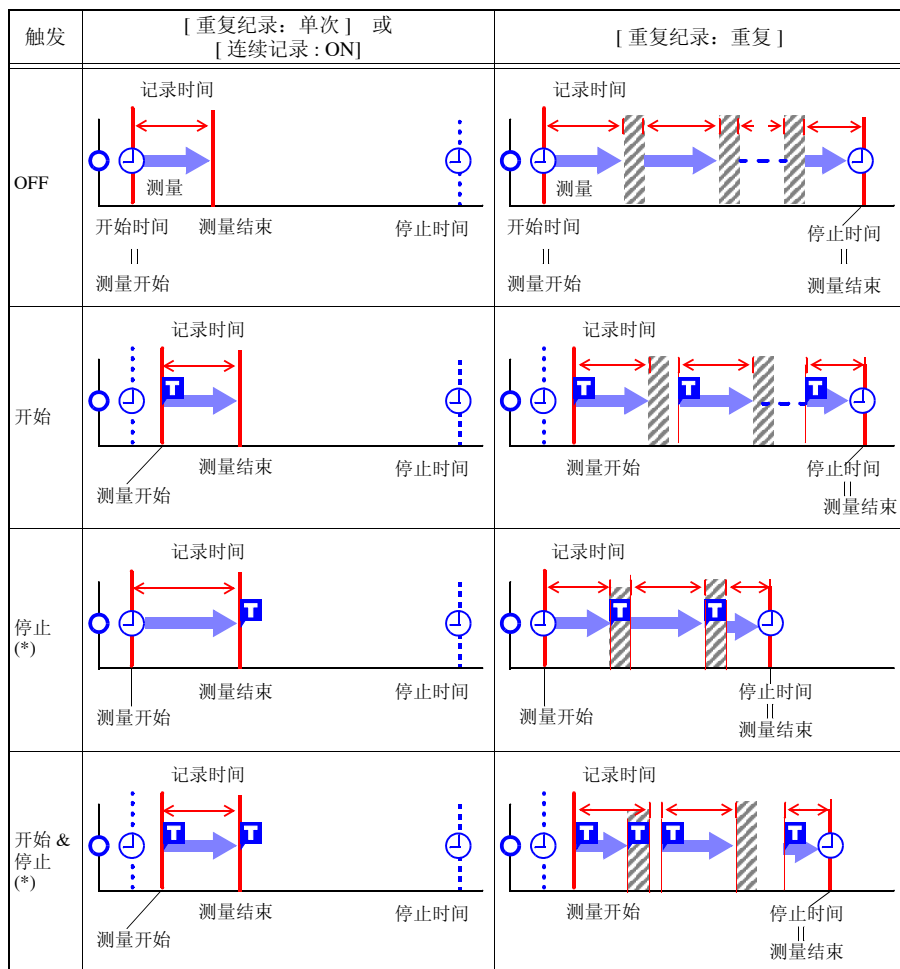 触发
[ 重复纪录：单次 ] 或
[ 连续记录 : ON]
[ 重复纪录：重复 ]
OFF
记录时间
测量
开始时间
测量结束
停止时间
测量开始
记录时间
测量
开始时间
测量开始
停止时间
测量结束
开始
记录时间
T
测量结束
停止时间
测量开始
记录时间
T
T
T
测量开始
停止时间
测量结束
停止
(*)
记录时间
T
测量结束
停止时间
测量开始
记录时间
T
T
测量开始
停止时间
测量结束
开始 &
停止
(*)
记录时间
T
T
测量结束
停止时间
测量开始
记录时间
T
T
T
T
测量开始
停止时间
测量结束